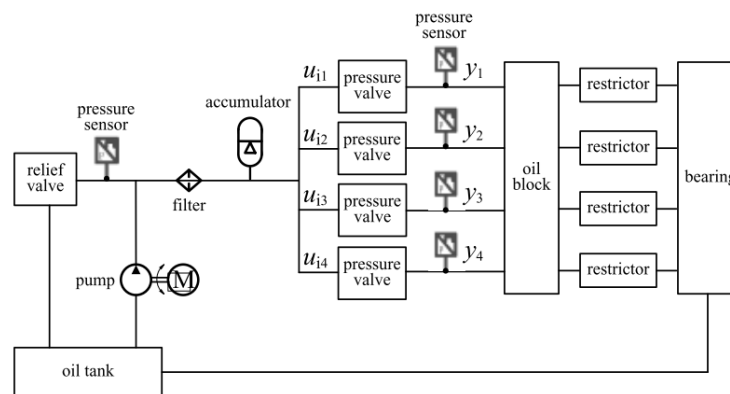 pressure
sensor
accumulator
pressure
sensor
relief
valve
filter
pump
M
oil tank
u_i1
pressure
valve
y_1
u_i2
pressure
valve
y_2
u_i3
pressure
valve
y_3
u_i4
pressure
valve
y_4
oil
block
restrictor
restrictor
restrictor
restrictor
bearing